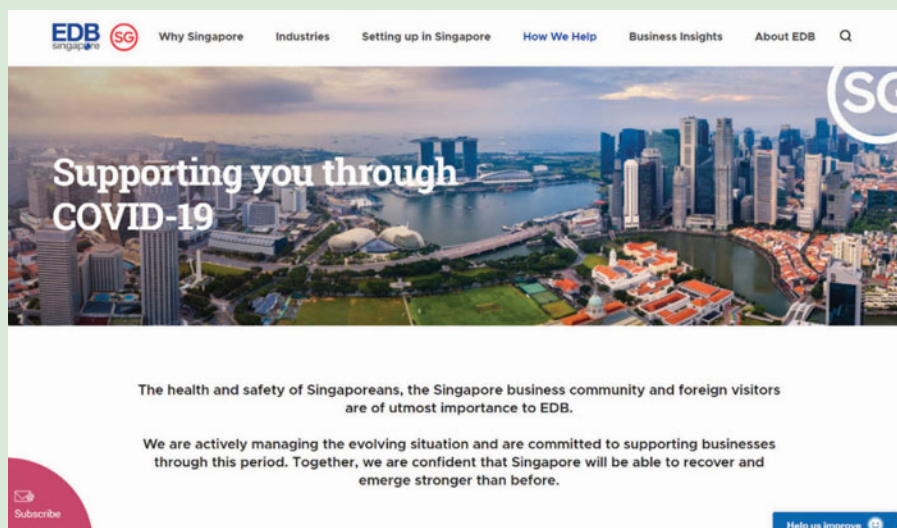 EDB
singapore
SG
Why Singapore
Industries
Setting up in Singapore
How We Help
Business Insights
About EDB
SG
Supporting you through
COVID-19
The health and safety of Singaporeans, the Singapore business community and foreign visitors
are of utmost importance to EDB.
We are actively managing the evolving situation and are committed to supporting businesses
through this period. Together, we are confident that Singapore will be able to recover and
emerge stronger than before.
Subscribe
Help us improve